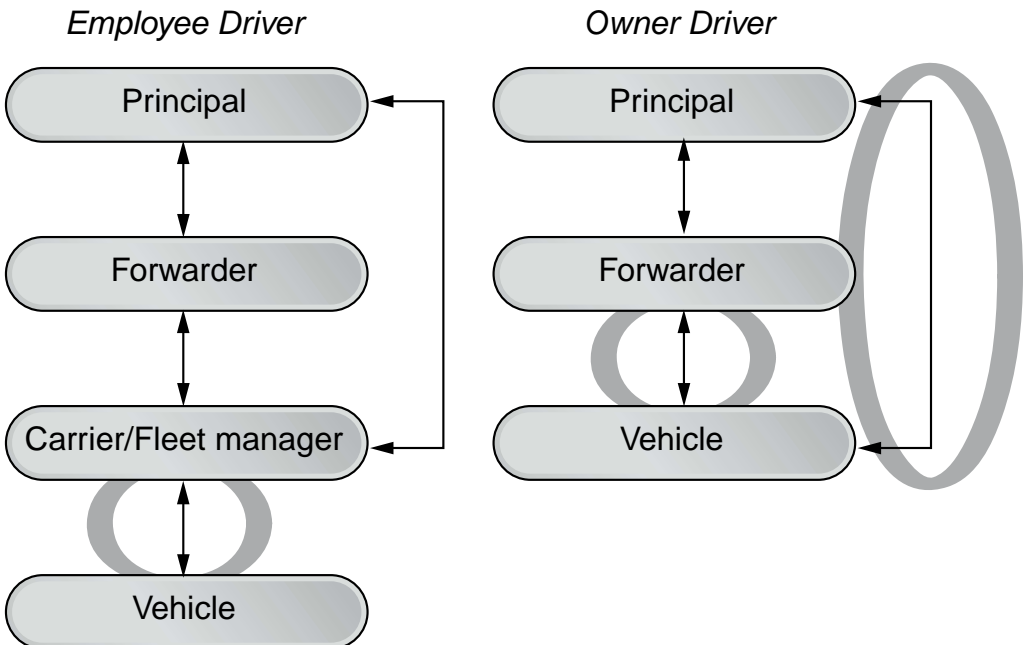 Employee Driver
Principal
Forwarder
Carrier/Fleet manager
Vehicle
Owner Driver
Principal
Forwarder
Vehicle